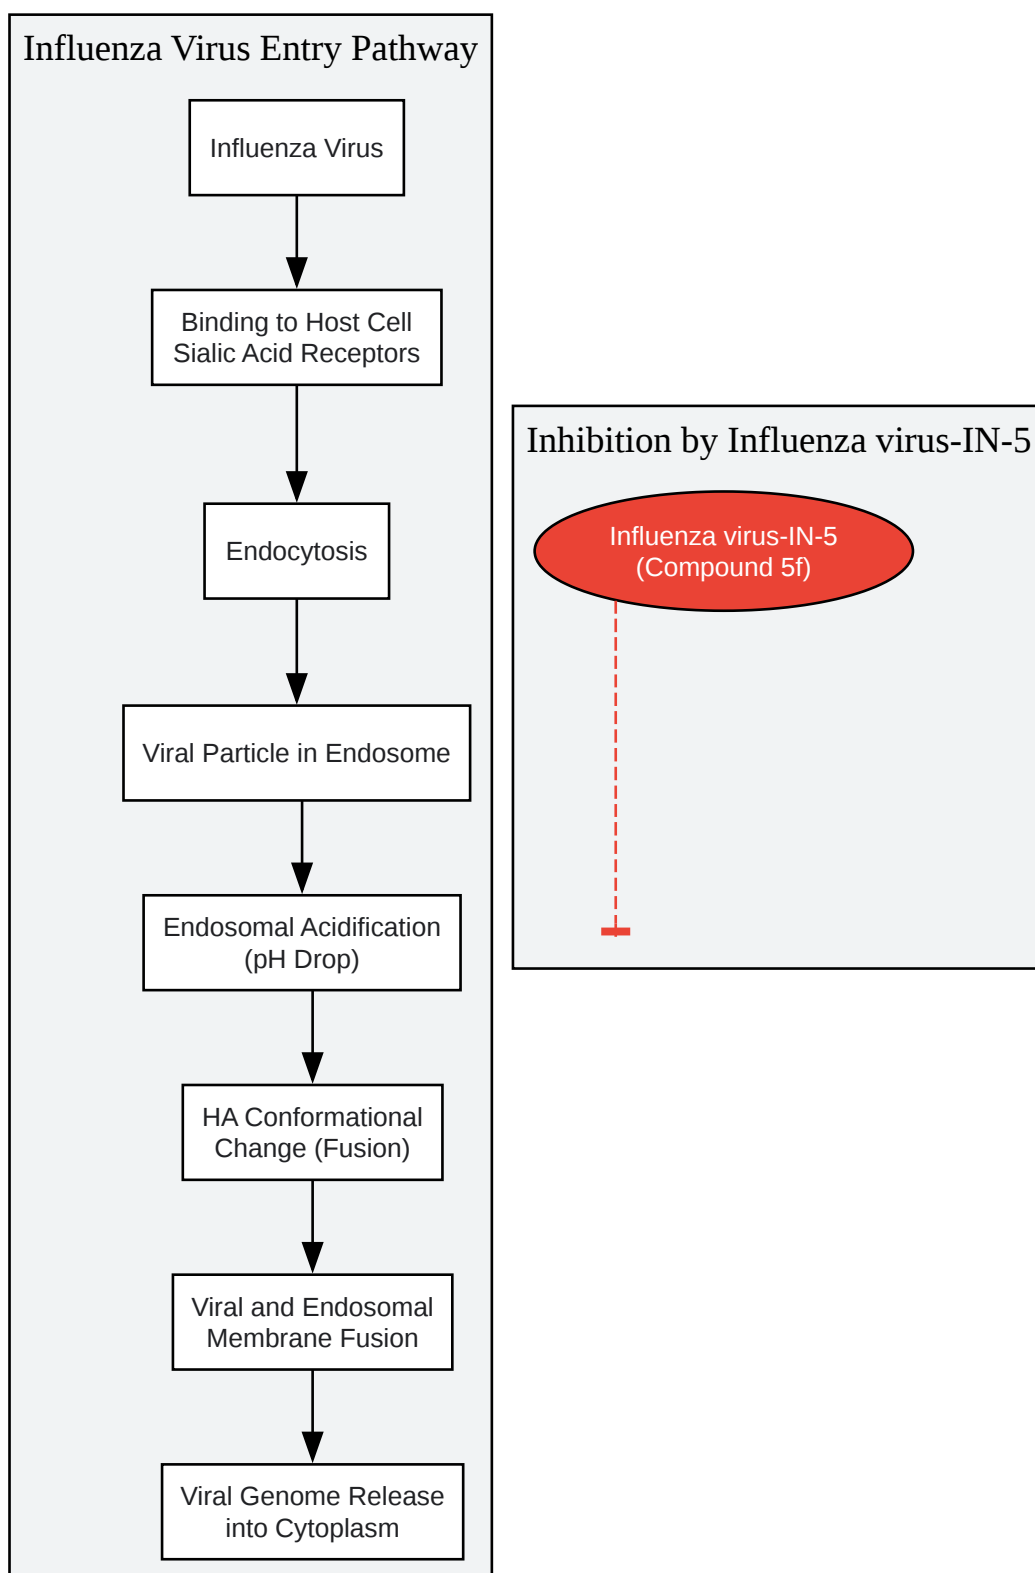 Influenza Virus Entry Pathway
Influenza Virus
Binding to Host Cell
Sialic Acid Receptors
Endocytosis
Viral Particle in Endosome
Endosomal Acidification
(pH Drop)
HA Conformational
Change (Fusion)
Viral and Endosomal
Membrane Fusion
Viral Genome Release
into Cytoplasm
Inhibition by Influenza virus-IN-5
Influenza virus-IN-5
(Compound 5f)